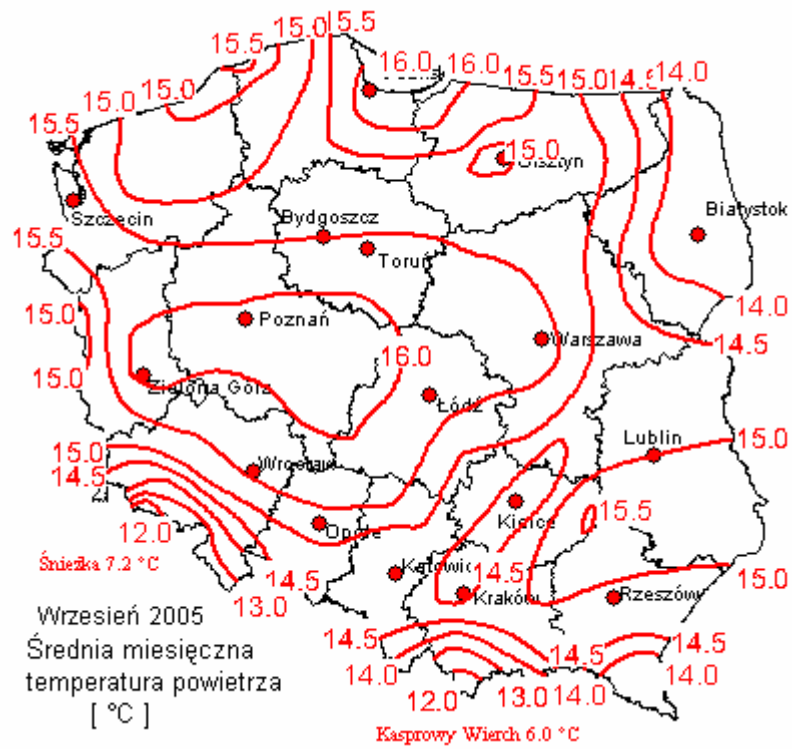 15.5
15.0
15.5
16.0
16.0
15.5
15.0
14.5
14.0
15.0
15.0
15.5
15.0
Olsztyn
Szczecin
Bydgoszcz
Toruń
Białystok
15.5
15.0
Poznań
16.0
Warszawa
14.0
14.5
15.0
Zielona Góra
Łódź
15.0
14.5
Wrocław
Lublin
15.0
12.0
Opole
Kielce
15.5
Śnieżka 7.2 °C
14.5
13.0
Katowic
14.5
Kraków
Rzeszów
15.0
Wrzesień 2005
Średnia miesięczna
temperatura powietrza
[ °C ]
14.5
14.0
12.0
13.0
14.0
14.5
14.5
14.0
Kasprowy Wierch 6.0 °C